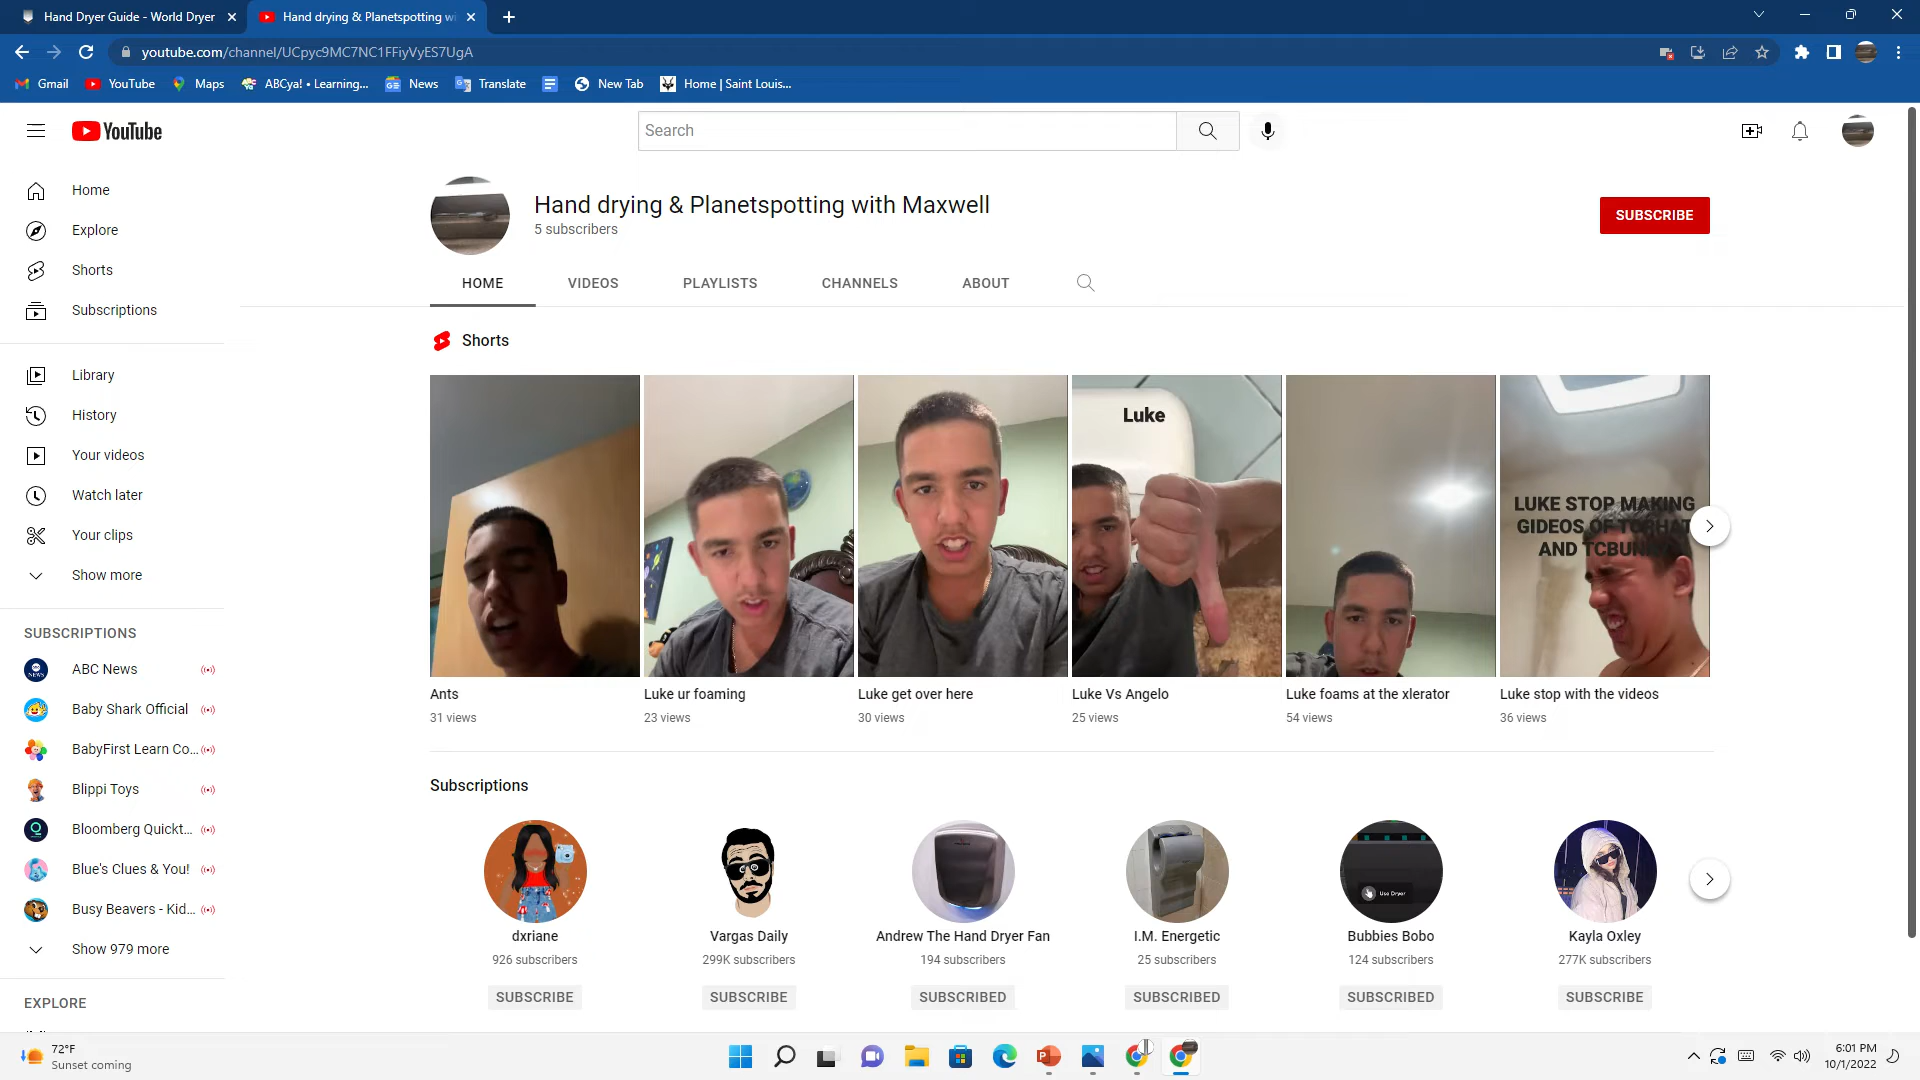 Hand Dryer Guide - World Dryer
Hand drying & Planetspotting wi
youtube.com/channel/UCpyc9MC7NC1FFiyVyES7UgA
Gmail
YouTube
Maps
ABCya! • Learning...
News
Translate
New Tab
Home | Saint Louis...
YouTube
Search
Home
Explore
Shorts
Subscriptions
Library
History
Your videos
Watch later
Your clips
Show more
SUBSCRIPTIONS
ABC News
Baby Shark Official
BabyFirst Learn Co...
Blippi Toys
Bloomberg Quickt...
Blue's Clues & You!
Busy Beavers - Kid...
Show 979 more
EXPLORE
Hand drying & Planetspotting with Maxwell
5 subscribers
SUBSCRIBE
HOME
VIDEOS
PLAYLISTS
CHANNELS
ABOUT
Shorts
Luke
LUKE STOP MAKING
GIDEOS OF TOPHAT
AND
Ants
31 views
Luke ur foaming
23 views
Luke get over here
30 views
Luke Vs Angelo
25 views
Luke foams at the xlerator
54 views
Luke stop with the videos
36 views
Subscriptions
Use Dryer
dxriane
926 subscribers
SUBSCRIBE
Vargas Daily
299K subscribers
SUBSCRIBE
Andrew The Hand Dryer Fan
194 subscribers
SUBSCRIBED
I.M. Energetic
25 subscribers
SUBSCRIBED
Bubbies Bobo
124 subscribers
SUBSCRIBED
Kayla Oxley
277K subscribers
SUBSCRIBE
72°F
Sunset coming
6:01 PM
10/1/2022